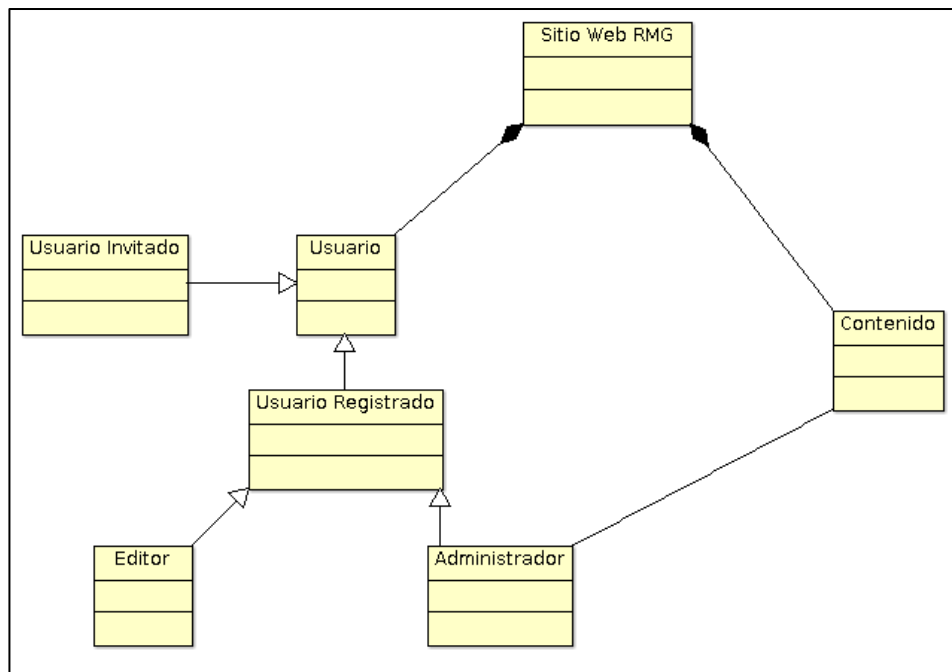 Sitio Web RMG
Usuario Invitado
Usuario
Contenido
Usuario Registrado
Editor
Administrador